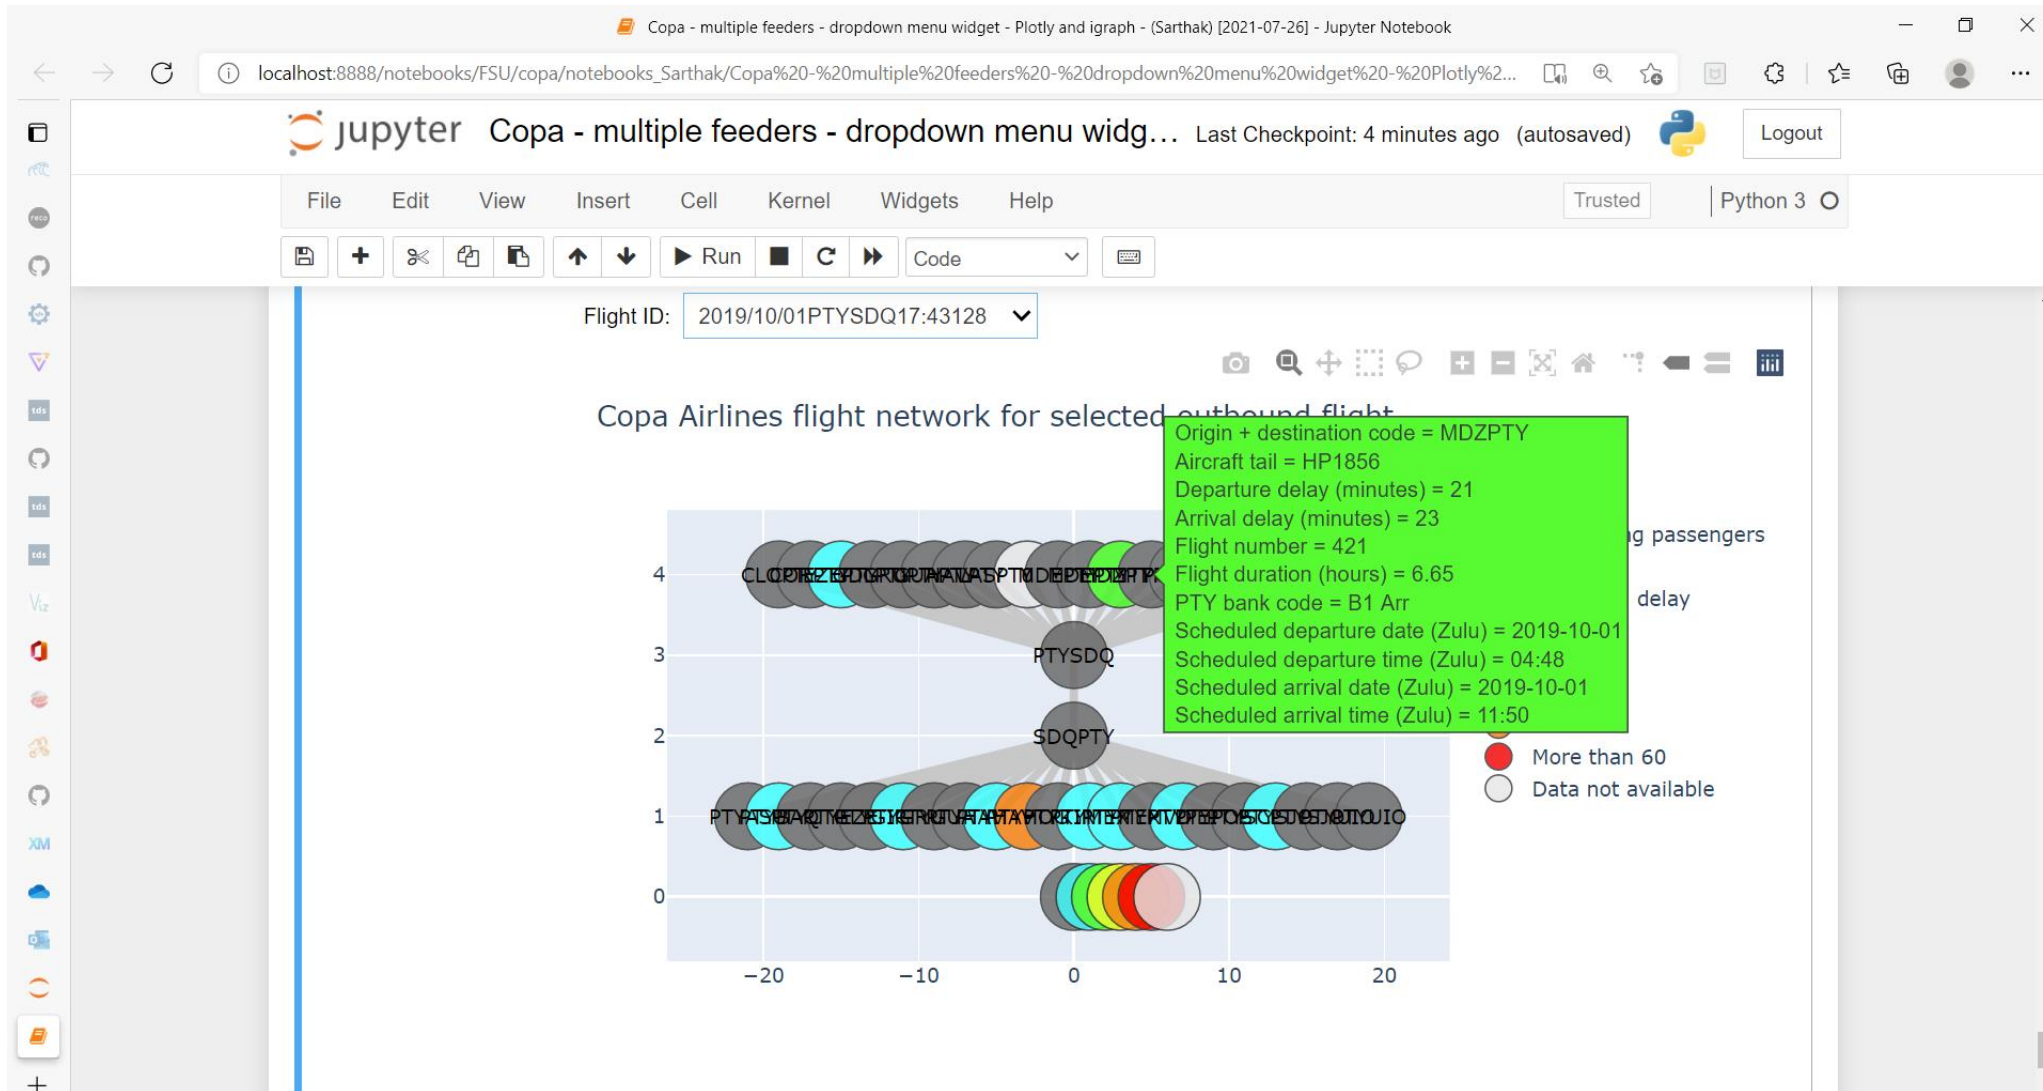 Copa - multiple feeders - dropdown menu widget - Plotly and igraph - (Sarthak) [2021-07-26] - Jupyter Notebook
localhost:8888/notebooks/FSU/copa/notebooks_Sarthak/Copa%20-%20multiple%20feeders%20-%20dropdown%20menu%20widget%20-%20Plotly%2...
jupyter Copa - multiple feeders - dropdown menu widg... Last Checkpoint: 4 minutes ago (autosaved) Logout
File Edit View Insert Cell Kernel Widgets Help Trusted Python 3
Run Code
reco
tds
tds
tds
Viz
XM
Flight ID: 2019/10/01PTYSDQ17:43128
Copa Airlines flight network for selected outbound flight
Origin + destination code = MDZPTY
Aircraft tail = HP1856
Departure delay (minutes) = 21
Arrival delay (minutes) = 23
Flight number = 421
Flight duration (hours) = 6.65
PTY bank code = B1 Arr
Scheduled departure date (Zulu) = 2019-10-01
Scheduled departure time (Zulu) = 04:48
Scheduled arrival date (Zulu) = 2019-10-01
Scheduled arrival time (Zulu) = 11:50
passengers
delay
More than 60
Data not available
4
3
PTYSDQ
2
SDQPTY
1
0
−20 −10 0 10 20